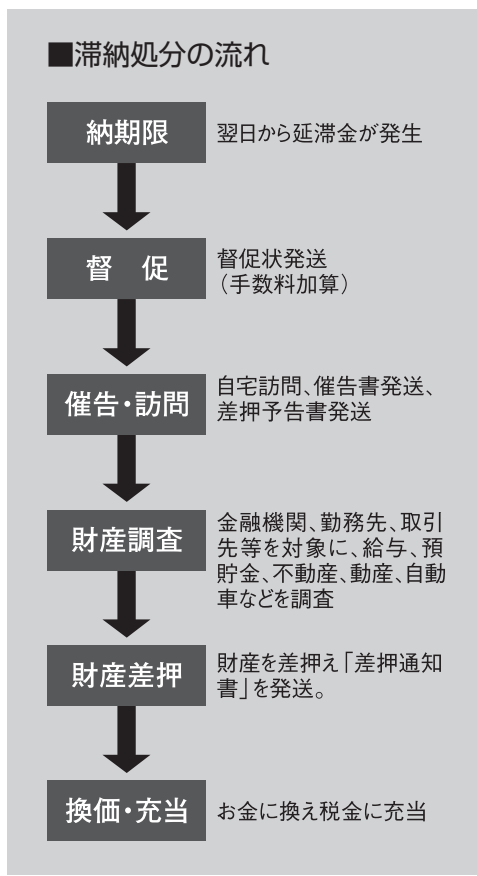 ■滞納処分の流れ
納期限
翌日から延滞金が発生
督　促
督促状発送
（手数料加算）
催告・訪問
自宅訪問、催告書発送、
差押予告書発送
財産調査
金融機関、勤務先、取引
先等を対象に、給与、預
貯金、不動産、動産、自動
車などを調査
財産差押
財産を差押え「差押通知
書」を発送。
換価・充当
お金に換え税金に充当